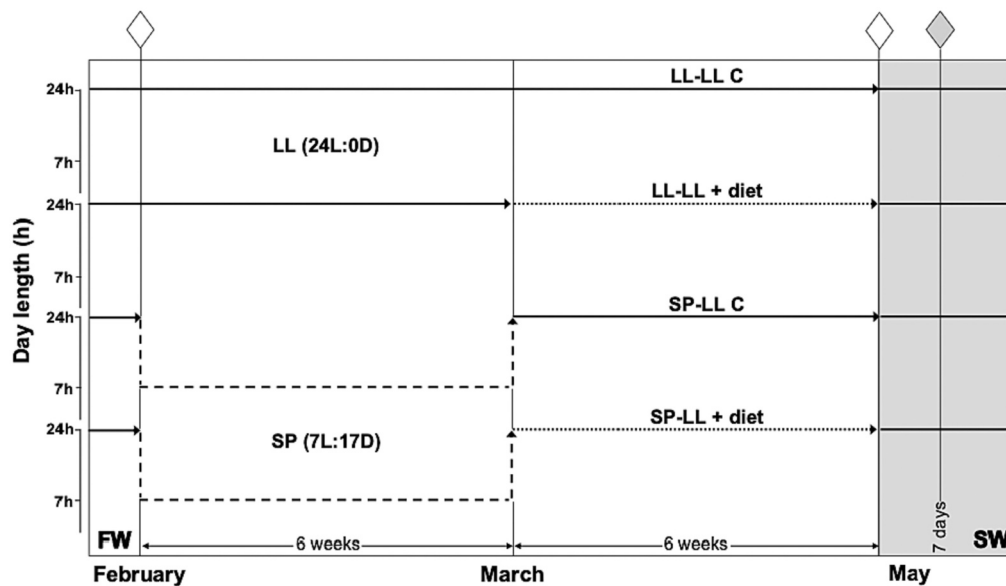 LL-LL C
24h
LL (24L:0D)
7h
LL-LL + diet
24h
7h
SP-LL C
24h
7h
SP-LL + diet
24h
SP (7L:17D)
7h
Day length (h)
FW
6 weeks
6 weeks
7 days
SW
February
March
May